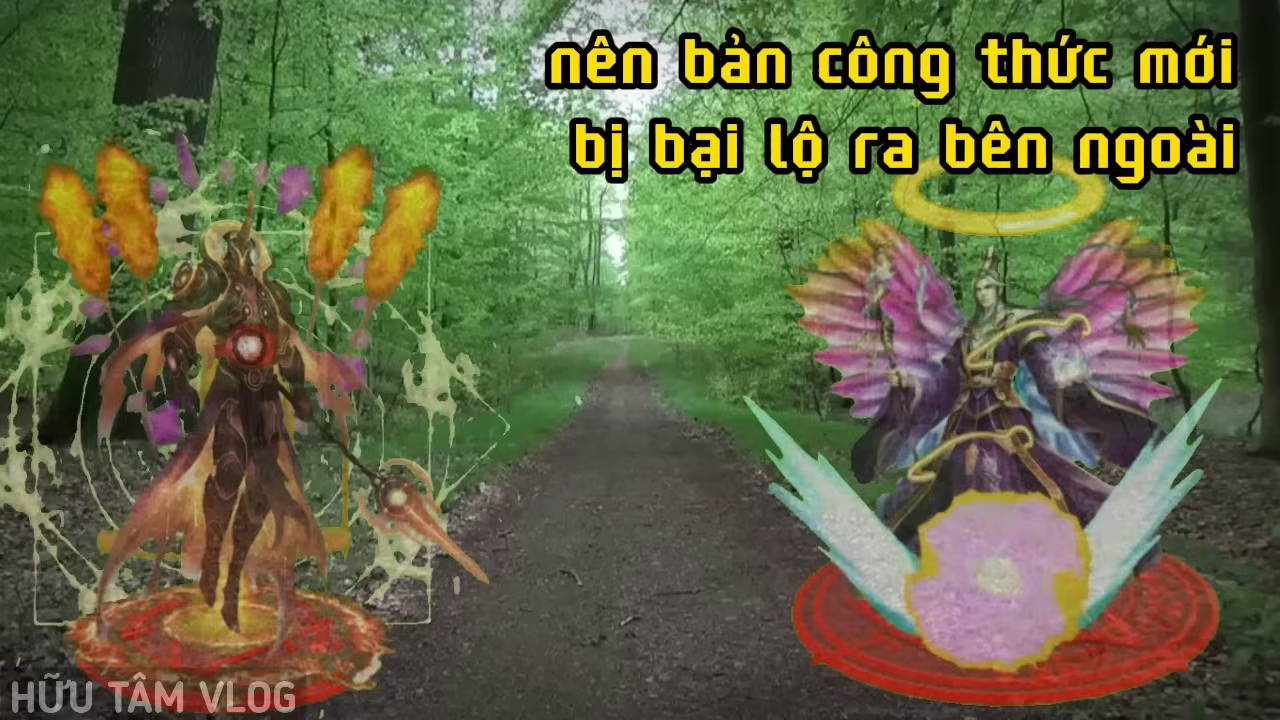 nên bản công thức mới
bị bại lộ ra bên ngoài
HỮU TÂM VLOG